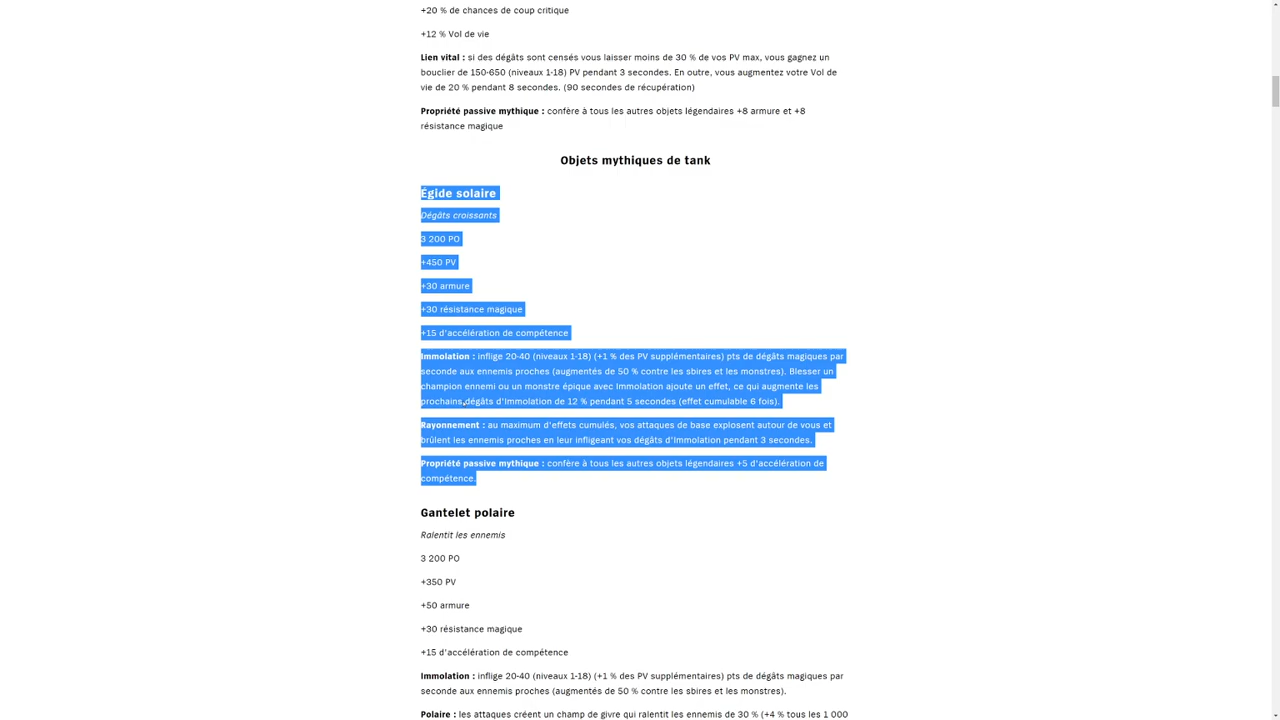 +20 % de chances de coup critique
+12 % Vol de vie
Lien vital : si des dégâts sont censés vous laisser moins de 30 % de vos PV max, vous gagnez un
bouclier de 150-650 (niveaux 1-18) PV pendant 3 secondes. En outre, vous augmentez votre Vol de
vie de 20 % pendant 8 secondes. (90 secondes de récupération)
Propriété passive mythique : confère à tous les autres objets légendaires +8 armure et +8
résistance magique
Objets mythiques de tank
Égide solaire
Dégâts croissants
3 200 PO
+450 PV
+30 armure
+30 résistance magique
+15 d'accélération de compétence
Immolation : inflige 20-40 (niveaux 1-18) (+1 % des PV supplémentaires) pts de dégâts magiques par
seconde aux ennemis proches (augmentés de 50 % contre les sbires et les monstres). Blesser un
champion ennemi ou un monstre épique avec Immolation ajoute un effet, ce qui augmente les
prochains dégâts d'Immolation de 12 % pendant 5 secondes (effet cumulable 6 fois).
Rayonnement : au maximum d'effets cumulés, vos attaques de base explosent autour de vous et
brûlent les ennemis proches en leur infligeant vos dégâts d'Immolation pendant 3 secondes.
Propriété passive mythique : confère à tous les autres objets légendaires +5 d'accélération de
compétence.
Gantelet polaire
Ralentit les ennemis
3 200 PO
+350 PV
+50 armure
+30 résistance magique
+15 d'accélération de compétence
Immolation : inflige 20-40 (niveaux 1-18) (+1 % des PV supplémentaires) pts de dégâts magiques par
seconde aux ennemis proches (augmentés de 50 % contre les sbires et les monstres).
Polaire : les attaques créent un champ de givre qui ralentit les ennemis de 30 % (+4 % tous les 1 000